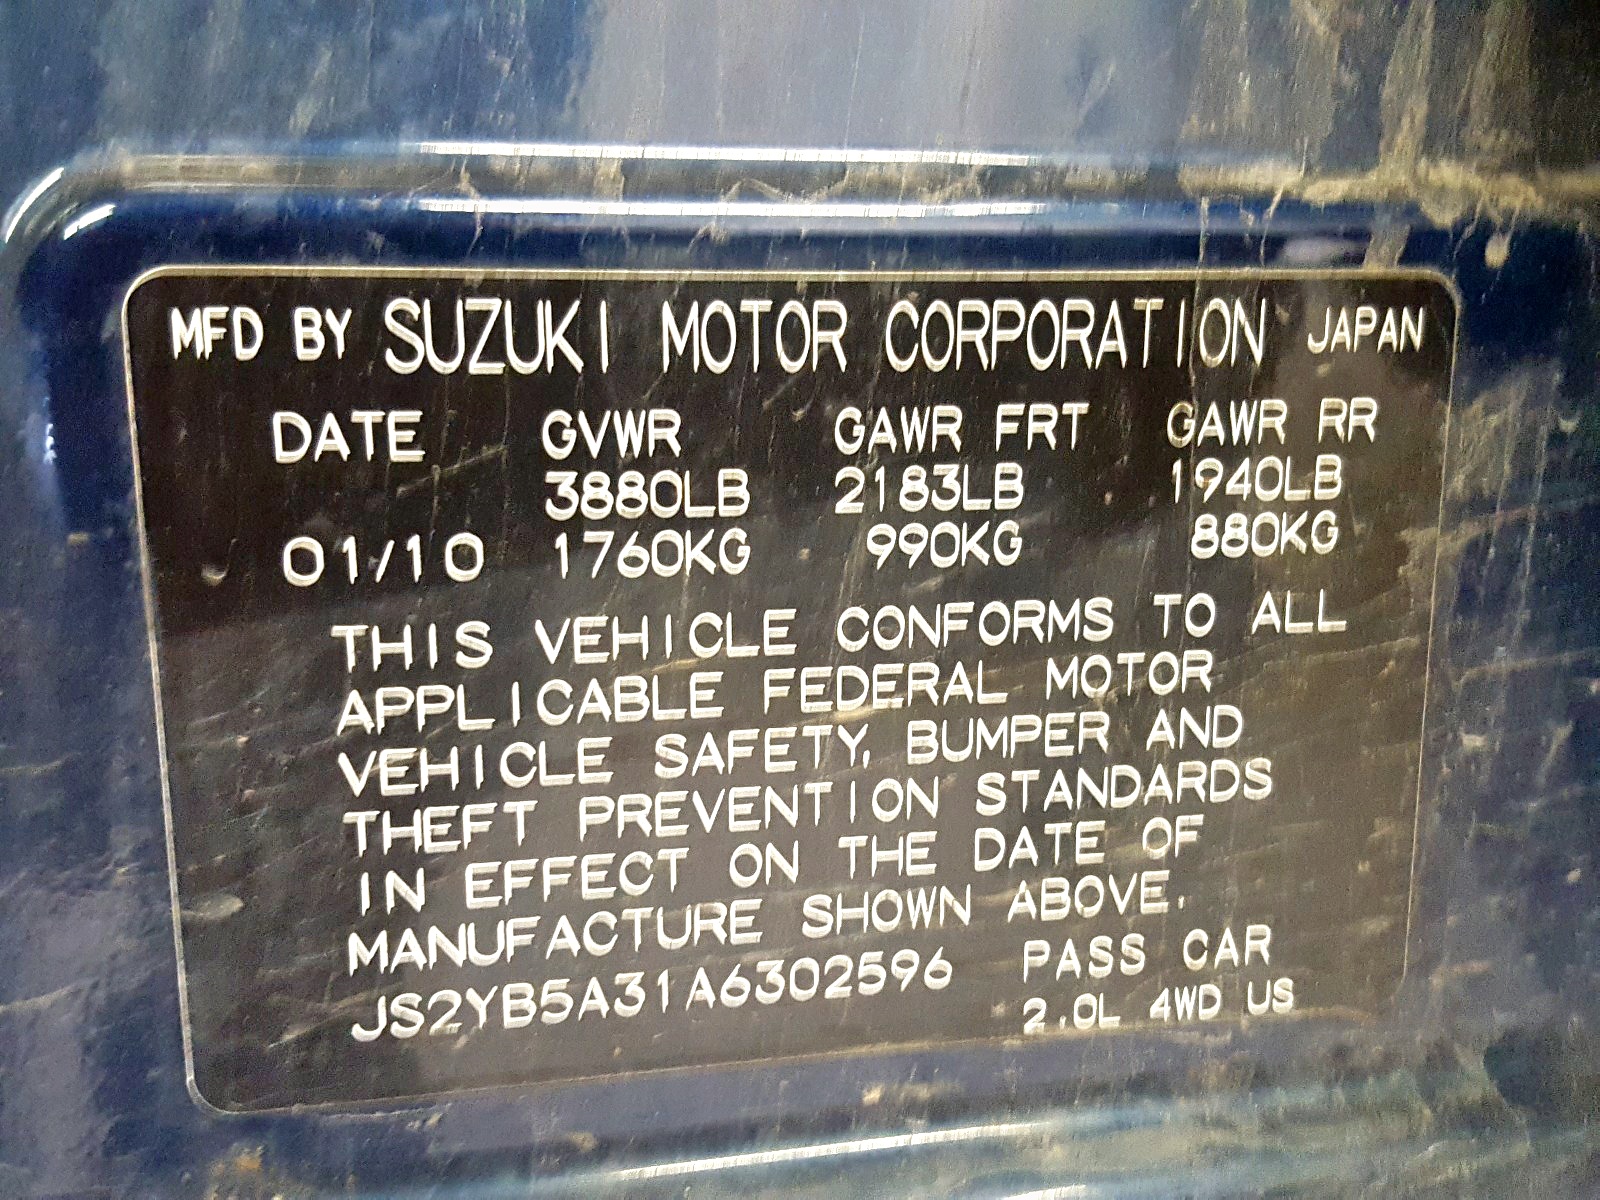 MFD BY SUZUKI MOTOR CORPORATION JAPAN
DATE GVWR GAWR FRT GAWR RR
3880LB 2183LB 1940LB
01/10 1760KG 990KG 880KG
THIS VEHICLE CONFORMS TO ALL
APPLICABLE FEDERAL MOTOR
VEHICLE SAFETY, BUMPER AND
THEFT PREVENTION STANDARDS
IN EFFECT ON THE DATE OF
MANUFACTURE SHOWN ABOVE.
JS2YB5A31A6302596 PASS CAR
2.0L 4WD US